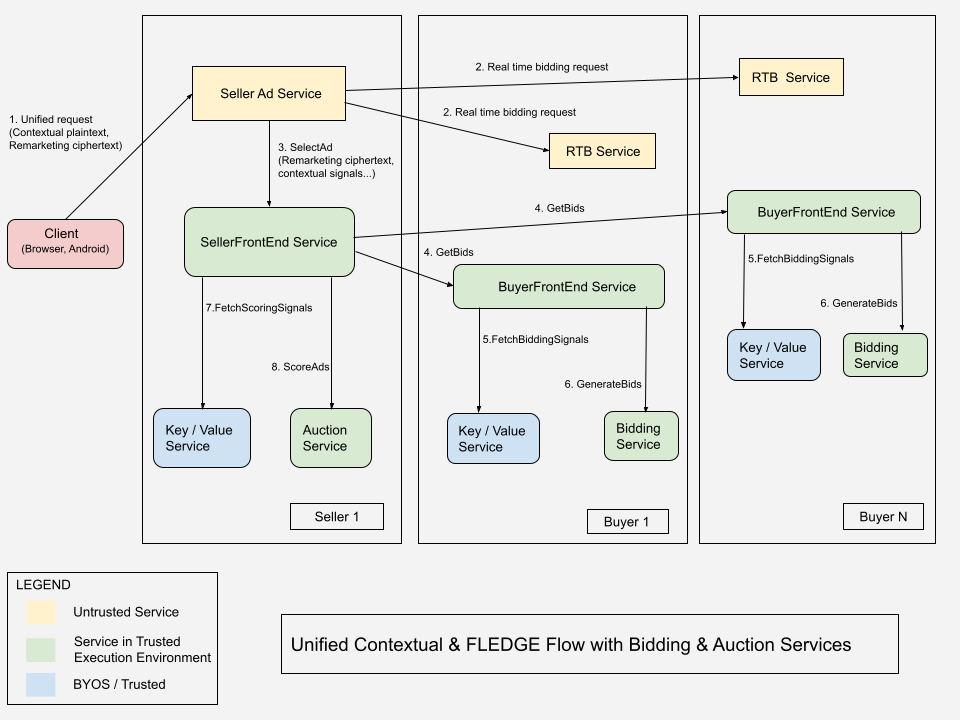 2. Real time bidding request
RTB  Service
Seller Ad Service
2. Real time bidding request
1. Unified request
(Contextual plaintext,
Remarketing ciphertext)
RTB Service
3. SelectAd
(Remarketing ciphertext,
contextual signals...)
Client
(Browser, Android)
SellerFrontEnd Service
4. GetBids
BuyerFrontEnd Service
4. GetBids
BuyerFrontEnd Service
5.FetchBiddingSignals
6. GenerateBids
7.FetchScoringSignals
8. ScoreAds
5.FetchBiddingSignals
6. GenerateBids
Key / Value
Service
Bidding
Service
Key / Value
Service
Auction
Service
Key / Value
Service
Bidding
Service
Seller 1
Buyer 1
Buyer N
LEGEND
Untrusted Service
Service in Trusted
Execution Environment
BYOS / Trusted
Unified Contextual & FLEDGE Flow with Bidding & Auction Services